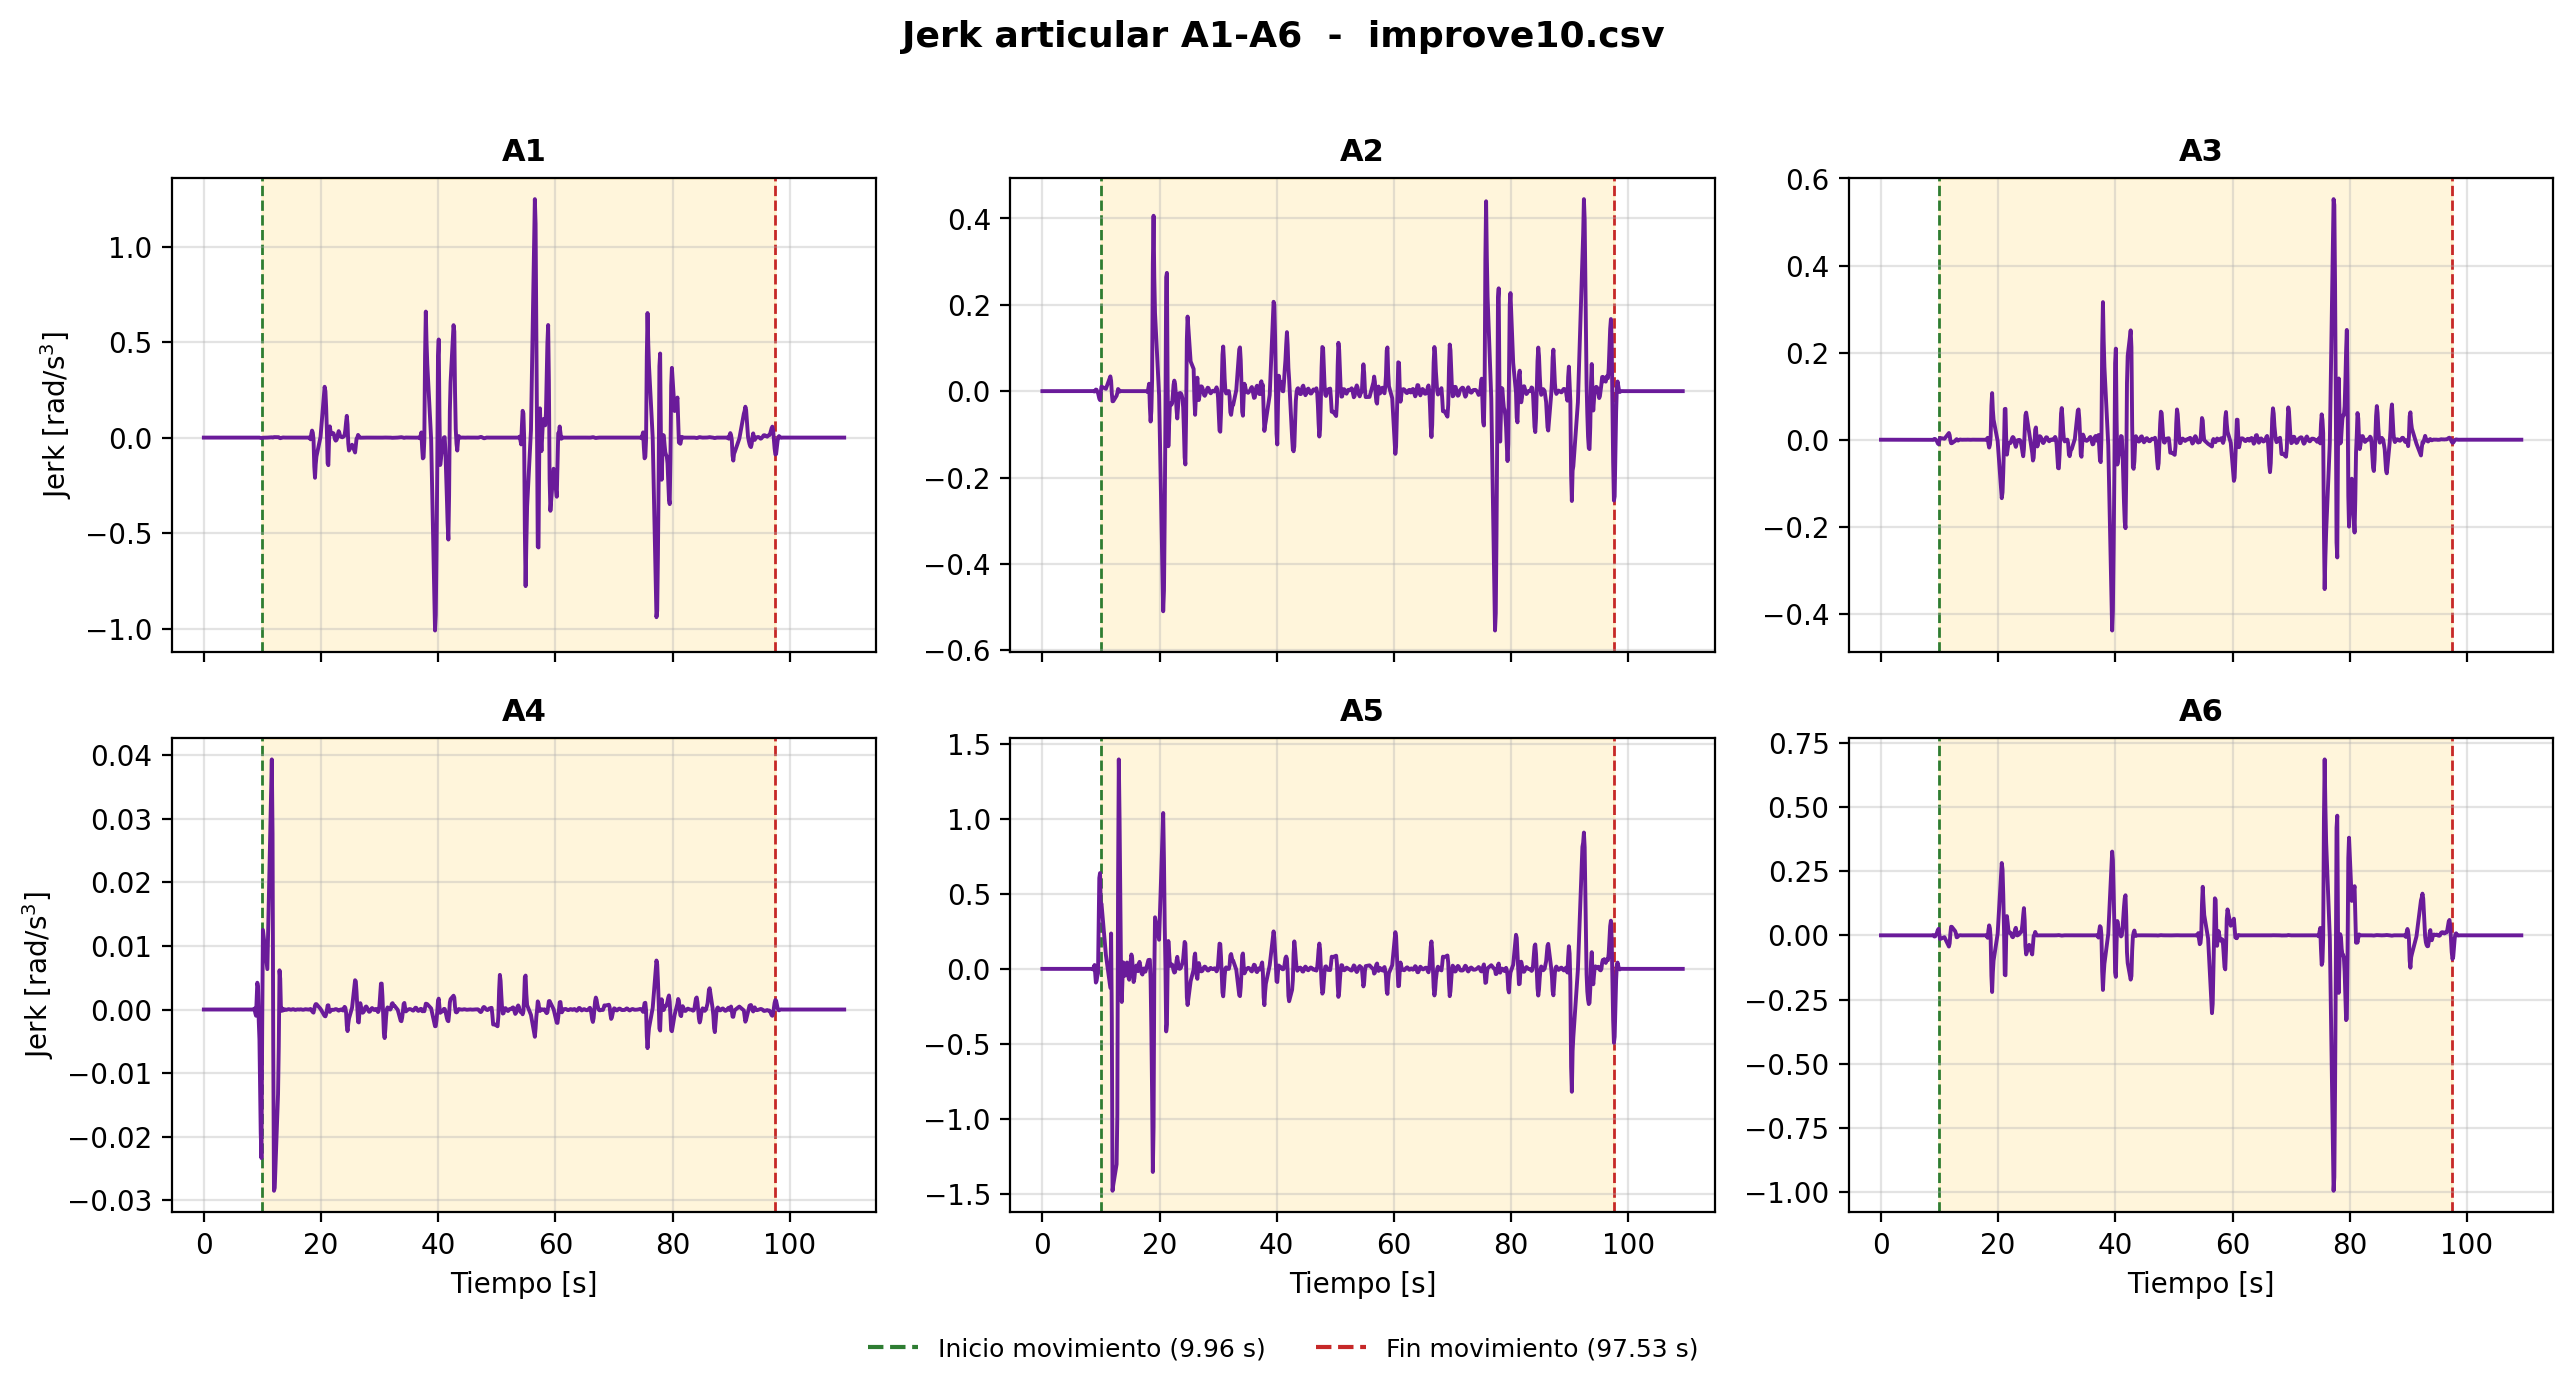 Jerk articular A1-A6 - improve10.csv
A1
A2
A3
Jerk [rad/s³]
1.0
0.5
0.0
−0.5
−1.0
0.4
0.2
0.0
−0.2
−0.4
−0.6
0.6
0.4
0.2
0.0
−0.2
−0.4
A4
A5
A6
Jerk [rad/s³]
0.04
0.03
0.02
0.01
0.00
−0.01
−0.02
−0.03
0 20 40 60 80 100
Tiempo [s]
1.5
1.0
0.5
0.0
−0.5
−1.0
−1.5
0 20 40 60 80 100
Tiempo [s]
0.75
0.50
0.25
0.00
−0.25
−0.50
−0.75
−1.00
0 20 40 60 80 100
Tiempo [s]
Inicio movimiento (9.96 s) Fin movimiento (97.53 s)